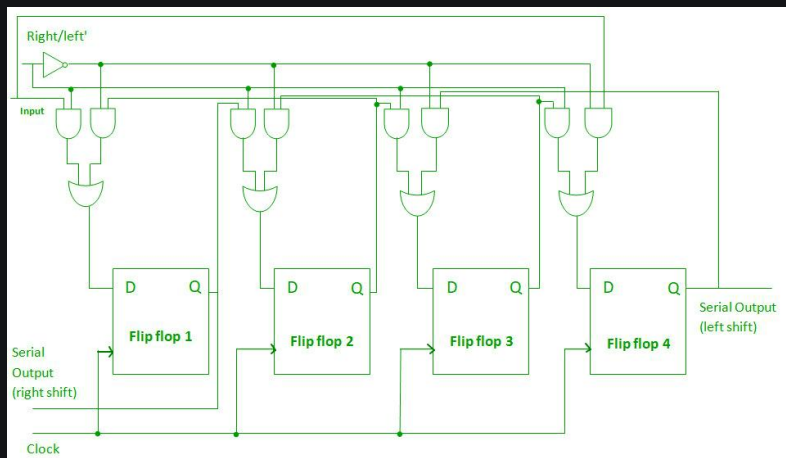 Right/left'
Input
D Q
Flip flop 1
D Q
Flip flop 2
D Q
Flip flop 3
D Q
Flip flop 4
Serial Output
(left shift)
Serial
Output
(right shift)
Clock